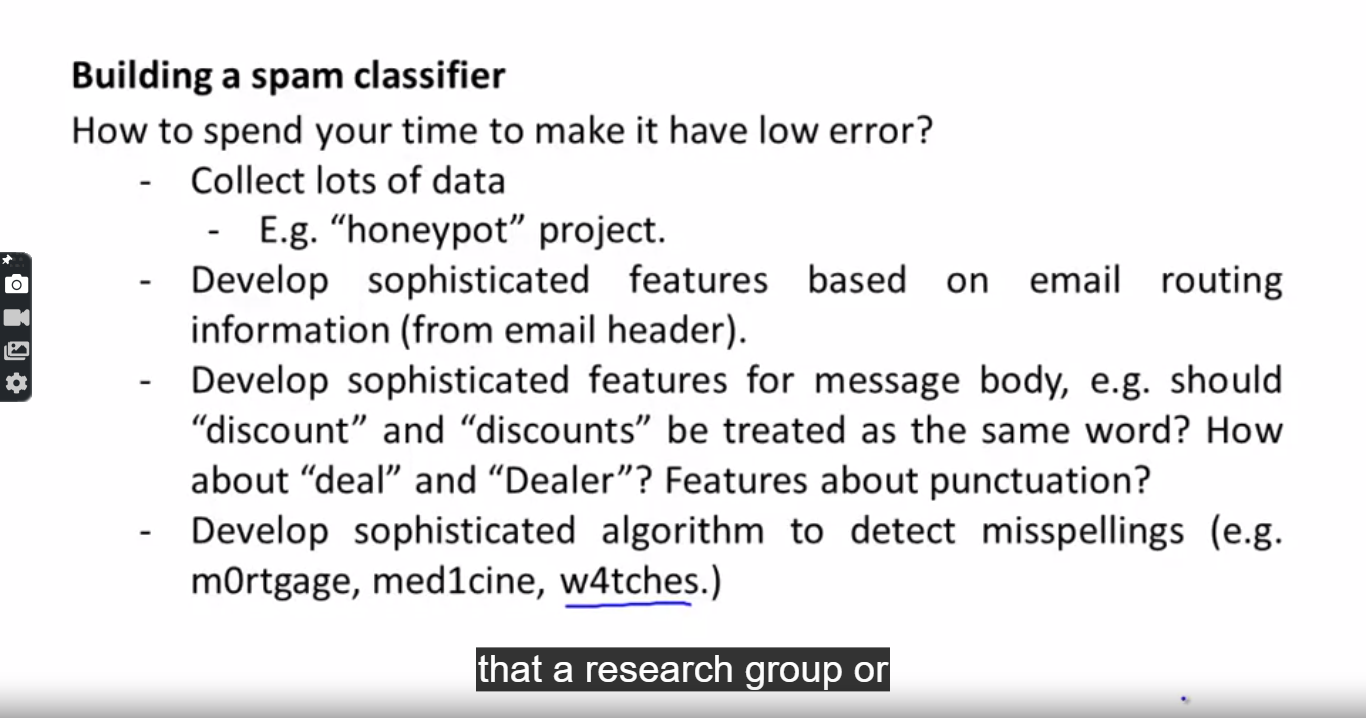 Building a spam classifier
How to spend your time to make it have low error?
- Collect lots of data
- E.g. “honeypot” project.
- Develop sophisticated features based on email routing
information (from email header).
- Develop sophisticated features for message body, e.g. should
“discount” and “discounts” be treated as the same word? How
about “deal” and “Dealer”? Features about punctuation?
- Develop sophisticated algorithm to detect misspellings (e.g.
m0rtgage, med1cine, w4tches.)
that a research group or